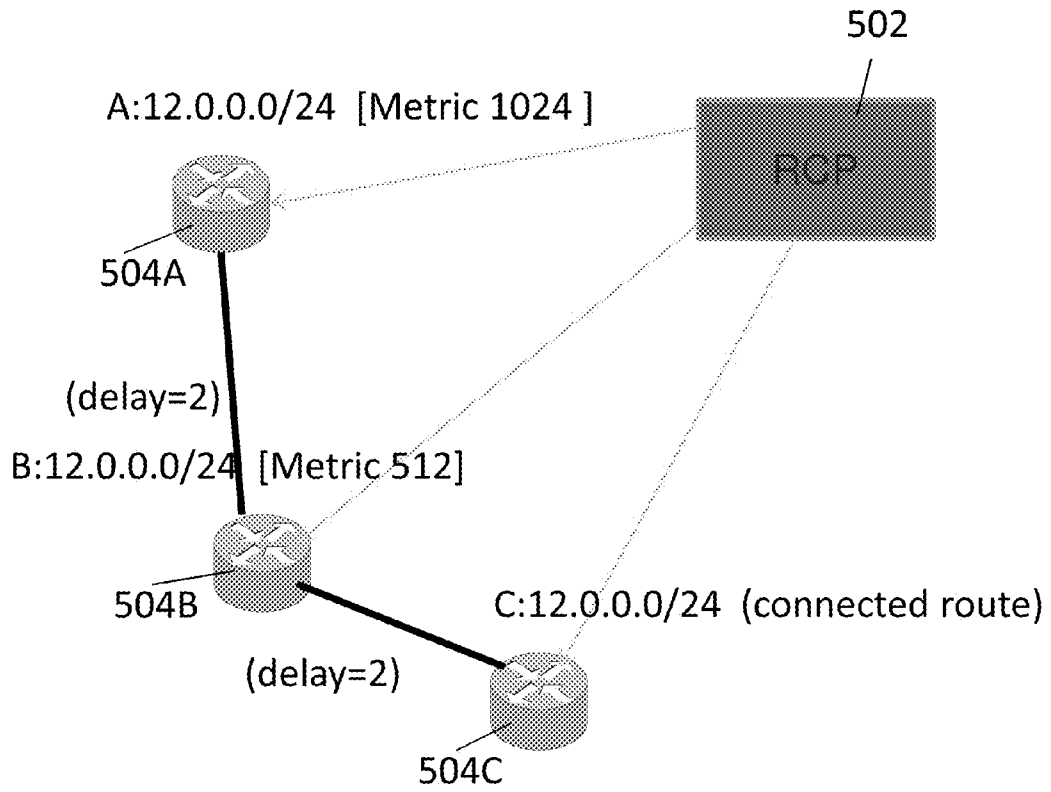 502
A:12.0.0.0/24 [Metric 1024 ]
RCP
504A
(delay=2)
B:12.0.0.0/24 [Metric 512]
504B
C:12.0.0.0/24 (connected route)
(delay=2)
504C